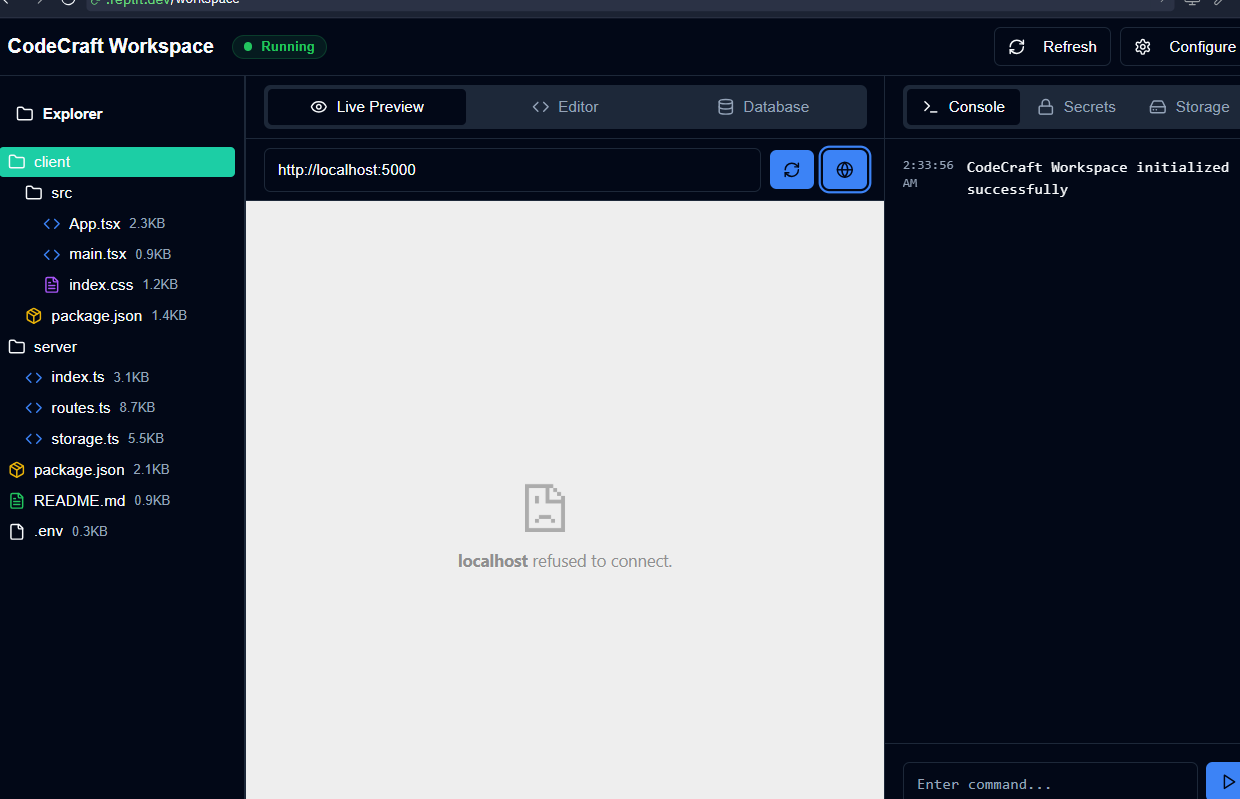 CodeCraft Workspace
Running
Refresh
Configure
Explorer
client
src
App.tsx 2.3KB
main.tsx 0.9KB
index.css 1.2KB
package.json 1.4KB
server
index.ts 3.1KB
routes.ts 8.7KB
storage.ts 5.5KB
package.json 2.1KB
README.md 0.9KB
.env 0.3KB
Live Preview
Editor
Database
http://localhost:5000
localhost refused to connect.
Console
Secrets
Storage
2:33:56 AM
CodeCraft Workspace initialized
successfully
Enter command...